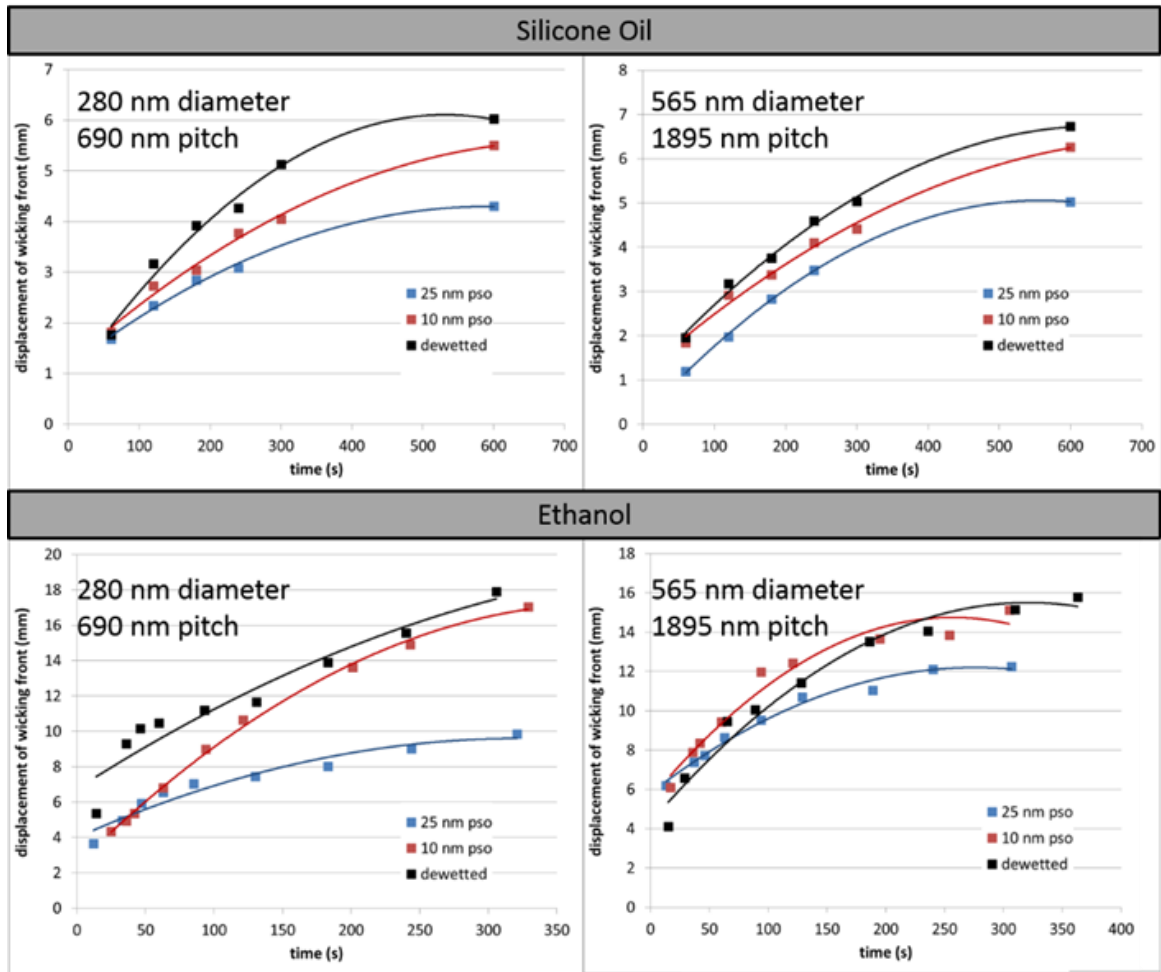 Silicone Oil
displacement of wicking front (mm)
7
6
5
4
3
2
1
0
280 nm diameter
690 nm pitch
25 nm pso
10 nm pso
dewetted
0 100 200 300 400 500 600 700
time (s)
displacement of wicking front (mm)
8
7
6
5
4
3
2
1
0
565 nm diameter
1895 nm pitch
25 nm pso
10 nm pso
dewetted
0 100 200 300 400 500 600 700
time (s)
Ethanol
displacement of wicking front (mm)
20
18
16
14
12
10
8
6
4
2
0
280 nm diameter
690 nm pitch
25 nm pso
10 nm pso
dewetted
0 50 100 150 200 250 300 350
time (s)
displacement of wicking front (mm)
18
16
14
12
10
8
6
4
2
0
565 nm diameter
1895 nm pitch
25 nm pso
10 nm pso
dewetted
0 50 100 150 200 250 300 350 400
time (s)